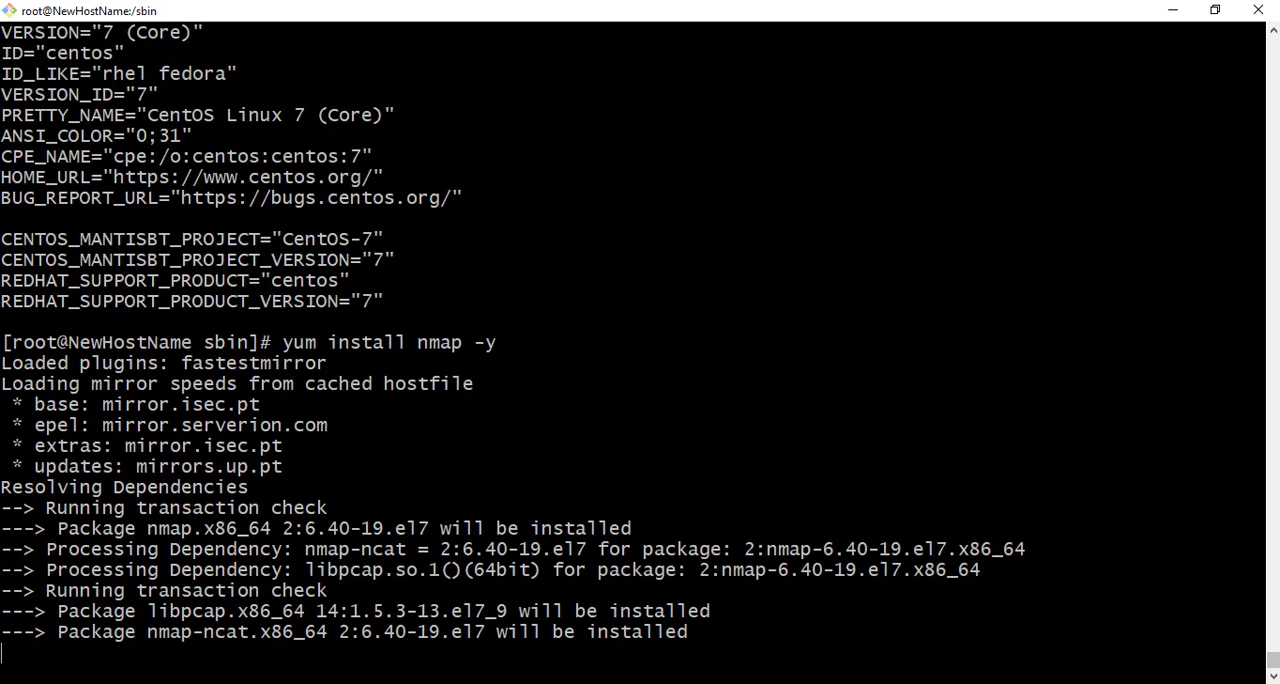 root@NewHostName:/sbin
VERSION="7 (Core)"
ID="centos"
ID_LIKE="rhel fedora"
VERSION_ID="7"
PRETTY_NAME="CentOS Linux 7 (Core)"
ANSI_COLOR="0;31"
CPE_NAME="cpe:/o:centos:centos:7"
HOME_URL="https://www.centos.org/"
BUG_REPORT_URL="https://bugs.centos.org/"

CENTOS_MANTISBT_PROJECT="CentOS-7"
CENTOS_MANTISBT_PROJECT_VERSION="7"
REDHAT_SUPPORT_PRODUCT="centos"
REDHAT_SUPPORT_PRODUCT_VERSION="7"

[root@NewHostName sbin]# yum install nmap -y
Loaded plugins: fastestmirror
Loading mirror speeds from cached hostfile
 * base: mirror.isec.pt
 * epel: mirror.serverion.com
 * extras: mirror.isec.pt
 * updates: mirrors.up.pt
Resolving Dependencies
--> Running transaction check
---> Package nmap.x86_64 2:6.40-19.el7 will be installed
--> Processing Dependency: nmap-ncat = 2:6.40-19.el7 for package: 2:nmap-6.40-19.el7.x86_64
--> Processing Dependency: libpcap.so.1()(64bit) for package: 2:nmap-6.40-19.el7.x86_64
--> Running transaction check
---> Package libpcap.x86_64 14:1.5.3-13.el7_9 will be installed
---> Package nmap-ncat.x86_64 2:6.40-19.el7 will be installed